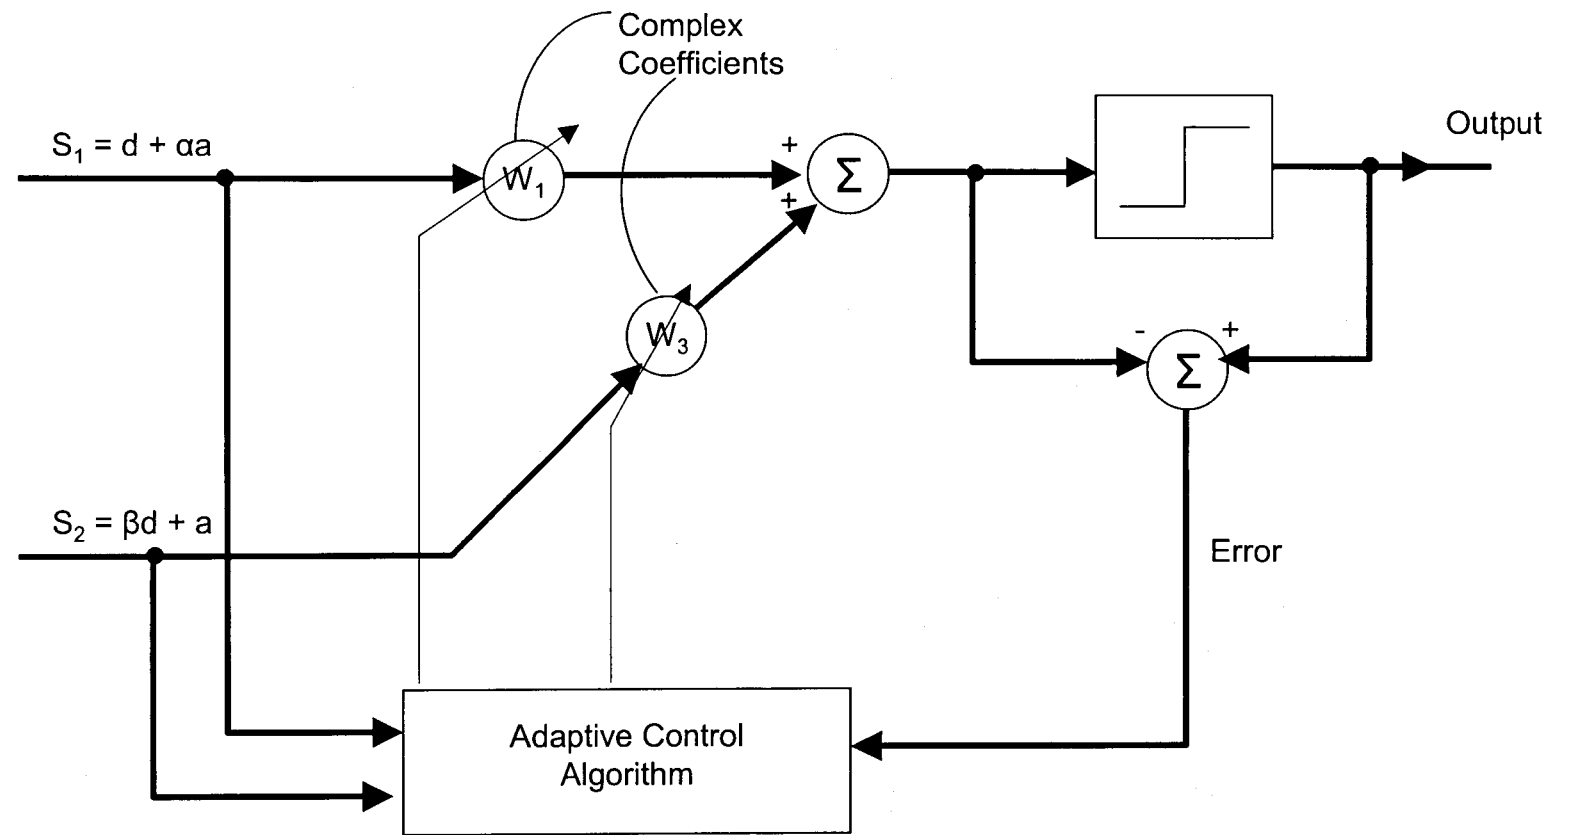 Complex
Coefficients
S₁ = d + αa
W₁
+
+
Σ
Output
W₃
-
+
Σ
S₂ = βd + a
Error
Adaptive Control
Algorithm